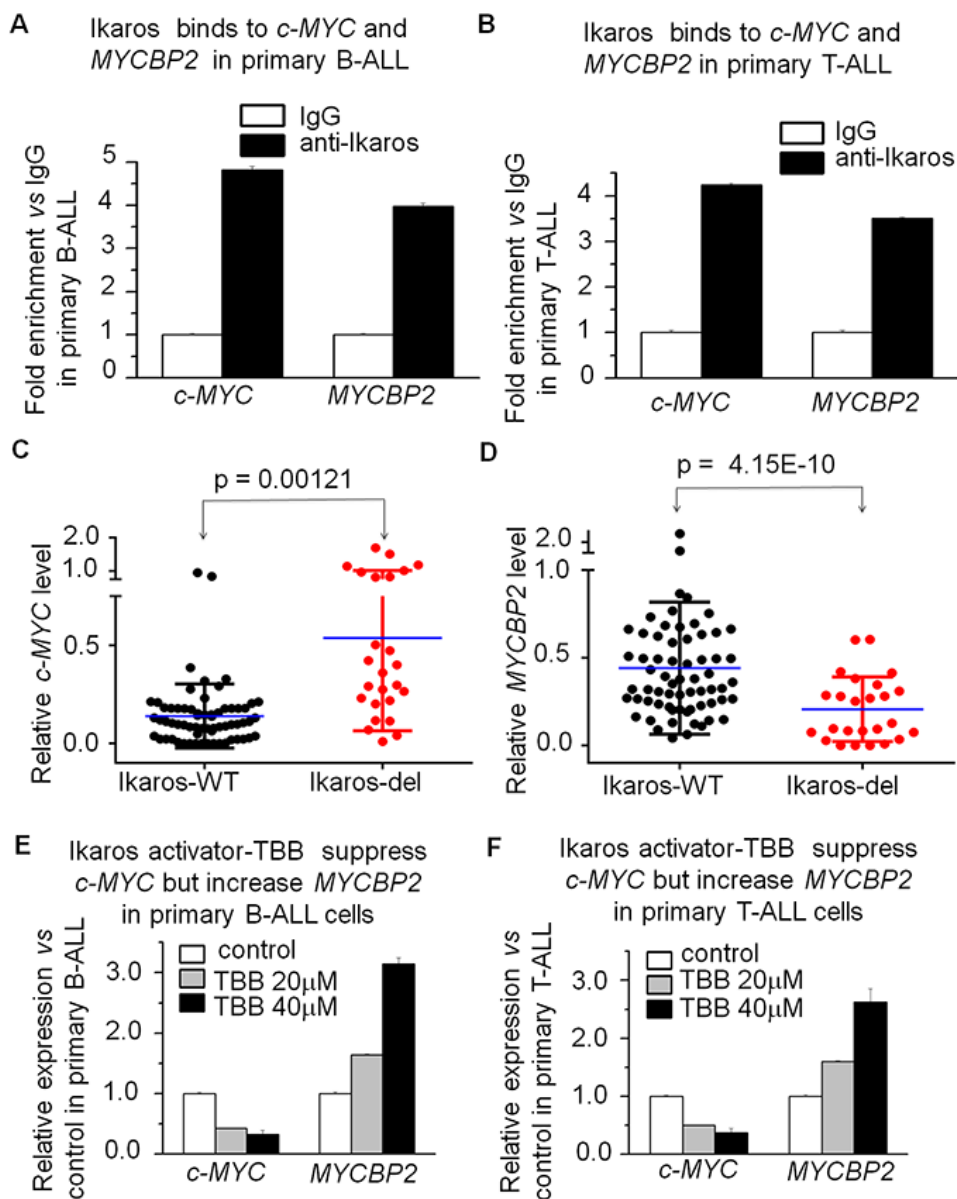 A
Ikaros binds to c-MYC and
MYCBP2 in primary B-ALL
IgG
anti-Ikaros
Fold enrichment vs IgG
in primary B-ALL
5
4
3
2
1
0
c-MYC
MYCBP2
B
Ikaros binds to c-MYC and
MYCBP2 in primary T-ALL
IgG
anti-Ikaros
Fold enrichment vs IgG
in primary T-ALL
4
3
2
1
0
c-MYC
MYCBP2
C
p = 0.00121
Relative c-MYC level
2.0
1.0
0.5
0.0
Ikaros-WT
Ikaros-del
D
p = 4.15E-10
Relative MYCBP2 level
2.0
1.0
0.5
0.0
Ikaros-WT
Ikaros-del
E
Ikaros activator-TBB suppress
c-MYC but increase MYCBP2
in primary B-ALL cells
control
TBB 20μM
TBB 40μM
Relative expression vs
control in primary B-ALL
3.0
2.0
1.0
0.0
c-MYC
MYCBP2
F
Ikaros activator-TBB suppress
c-MYC but increase MYCBP2
in primary T-ALL cells
control
TBB 20μM
TBB 40μM
Relative expression vs
control in primary T-ALL
3.0
2.0
1.0
0.0
c-MYC
MYCBP2